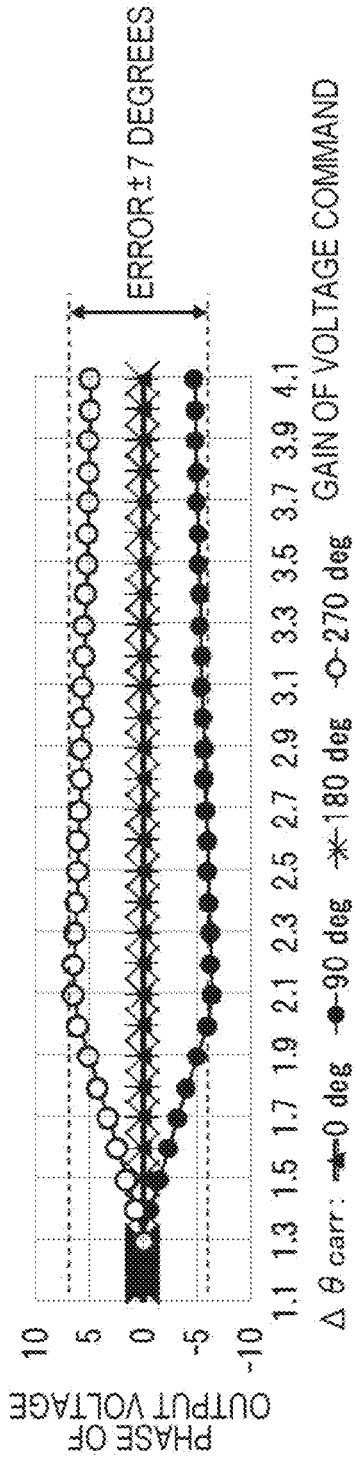 PHASE OF
OUTPUT VOLTAGE
10
5
0
-5
-10
1.1 1.3 1.5 1.7 1.9 2.1 2.3 2.5 2.7 2.9 3.1 3.3 3.5 3.7 3.9 4.1
ERROR±7 DEGREES
GAIN OF VOLTAGE COMMAND
Δ θ carr: 0 deg 90 deg 180 deg 270 deg